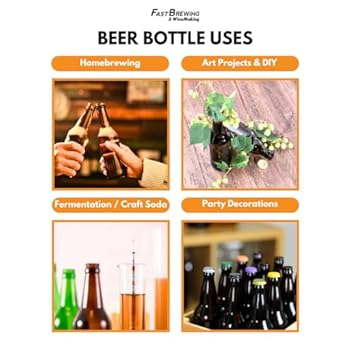 FASTBREWING
& WineMaking
BEER BOTTLE USES
Homebrewing
Art Projects & DIY
Fermentation / Craft Soda
Party Decorations